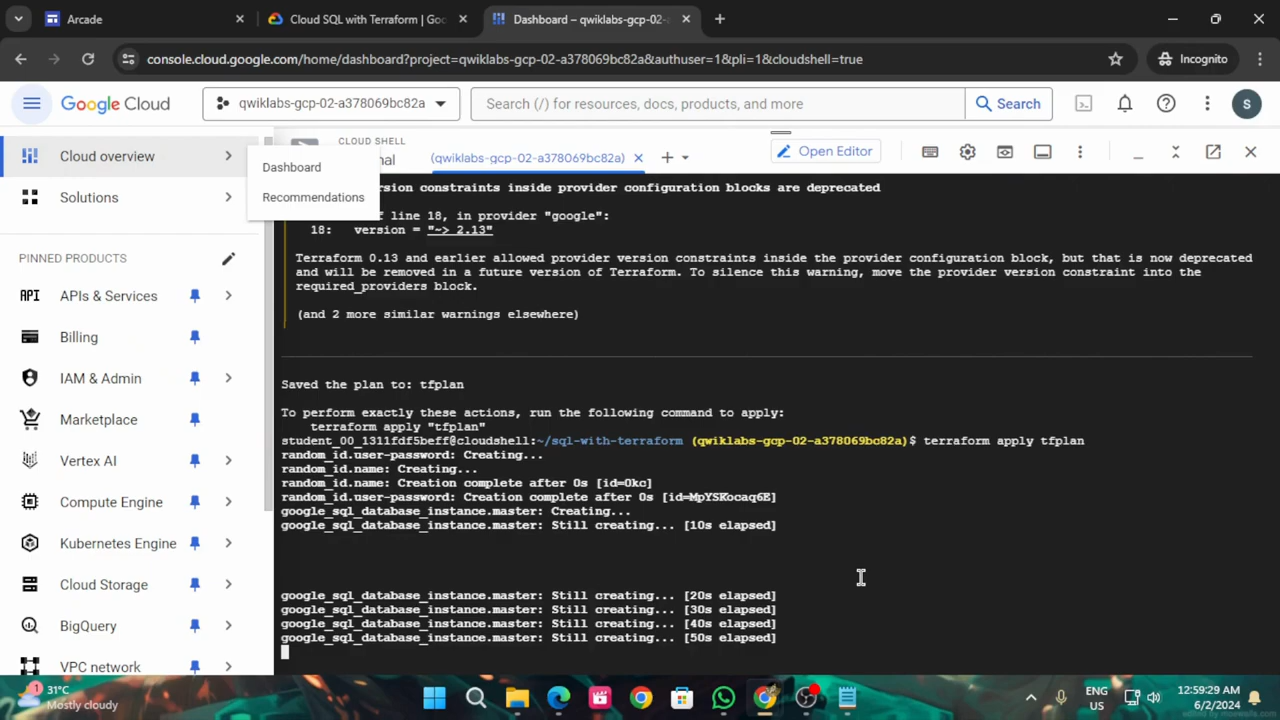 Arcade
Cloud SQL with Terraform | Goo
Dashboard – qwiklabs-gcp-02-
console.cloud.google.com/home/dashboard?project=qwiklabs-gcp-02-a378069bc82a&authuser=1&pli=1&cloudshell=true
Incognito
Google Cloud
qwiklabs-gcp-02-a378069bc82a
Search (/) for resources, docs, products, and more
Search
S
Cloud overview
Dashboard
Recommendations
Solutions
PINNED PRODUCTS
APIs & Services
Billing
IAM & Admin
Marketplace
Vertex AI
Compute Engine
Kubernetes Engine
Cloud Storage
BigQuery
VPC network
CLOUD SHELL
nal
(qwiklabs-gcp-02-a378069bc82a)
Open Editor
ersion constraints inside provider configuration blocks are deprecated
f line 18, in provider "google":
18: version = "~> 2.13"
Terraform 0.13 and earlier allowed provider version constraints inside the provider configuration block, but that is now deprecated
and will be removed in a future version of Terraform. To silence this warning, move the provider version constraint into the
required_providers block.
(and 2 more similar warnings elsewhere)
Saved the plan to: tfplan
To perform exactly these actions, run the following command to apply:
terraform apply "tfplan"
student_00_1311fdf5beff@cloudshell:~/sql-with-terraform (qwiklabs-gcp-02-a378069bc82a)$ terraform apply tfplan
random_id.user-password: Creating...
random_id.name: Creating...
random_id.name: Creation complete after 0s [id=0kc]
random_id.user-password: Creation complete after 0s [id=MpYSKocaq6E]
google_sql_database_instance.master: Creating...
google_sql_database_instance.master: Still creating... [10s elapsed]
google_sql_database_instance.master: Still creating... [20s elapsed]
google_sql_database_instance.master: Still creating... [30s elapsed]
google_sql_database_instance.master: Still creating... [40s elapsed]
google_sql_database_instance.master: Still creating... [50s elapsed]
1
31°C
Mostly cloudy
ENG
US
12:59:29 AM
6/2/2024